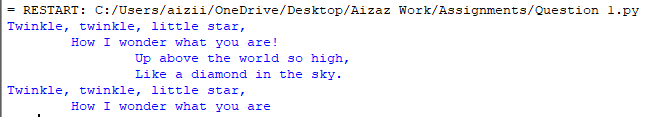 = RESTART: C:/Users/aizii/OneDrive/Desktop/Aizaz Work/Assignments/Question 1.py
Twinkle, twinkle, little star,
        How I wonder what you are!
                Up above the world so high,
                Like a diamond in the sky.
Twinkle, twinkle, little star,
        How I wonder what you are